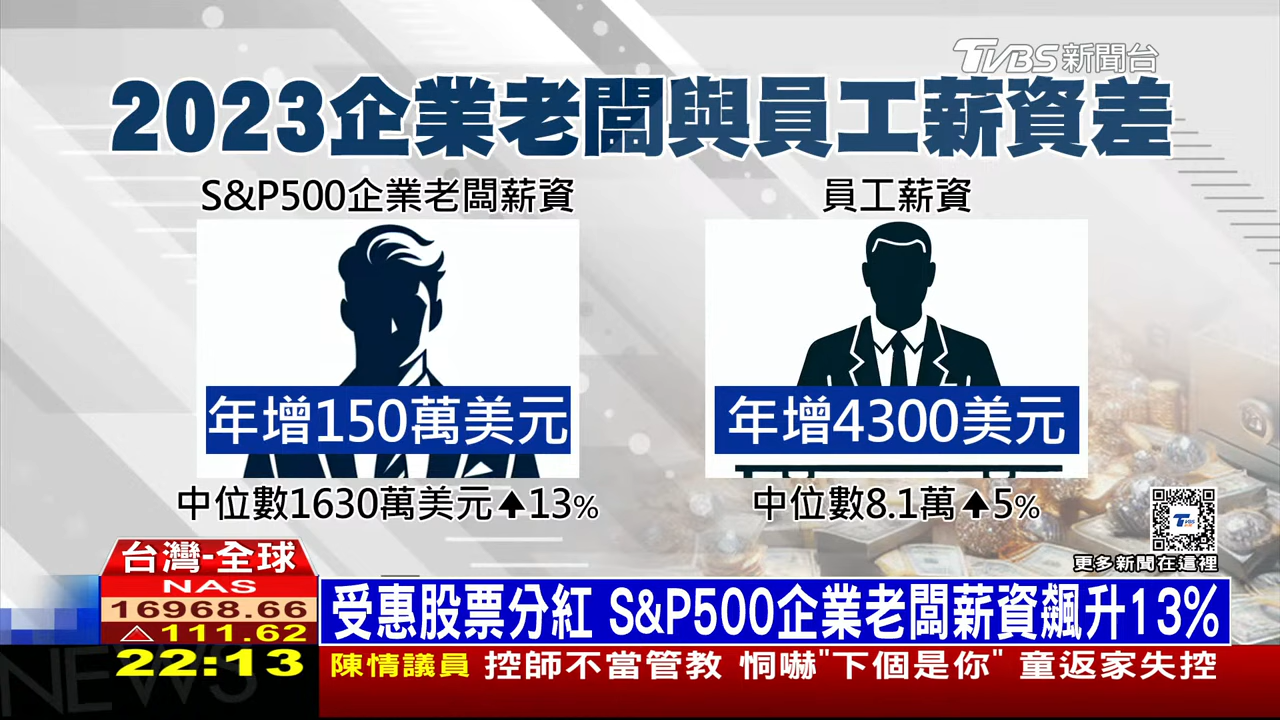 TVBS新聞台
2023企業老闆與員工薪資差
S&P500企業老闆薪資
員工薪資
年增150萬美元
年增4300美元
中位數1630萬美元⬆13%
中位數8.1萬⬆5%
TVBS
更多新聞在這裡
台灣-全球
NAS
16968.66
△111.62
22:13
受惠股票分紅 S&P500企業老闆薪資飆升13%
陳情議員 控師不當管教 恫嚇"下個是你" 童返家失控
NEWS